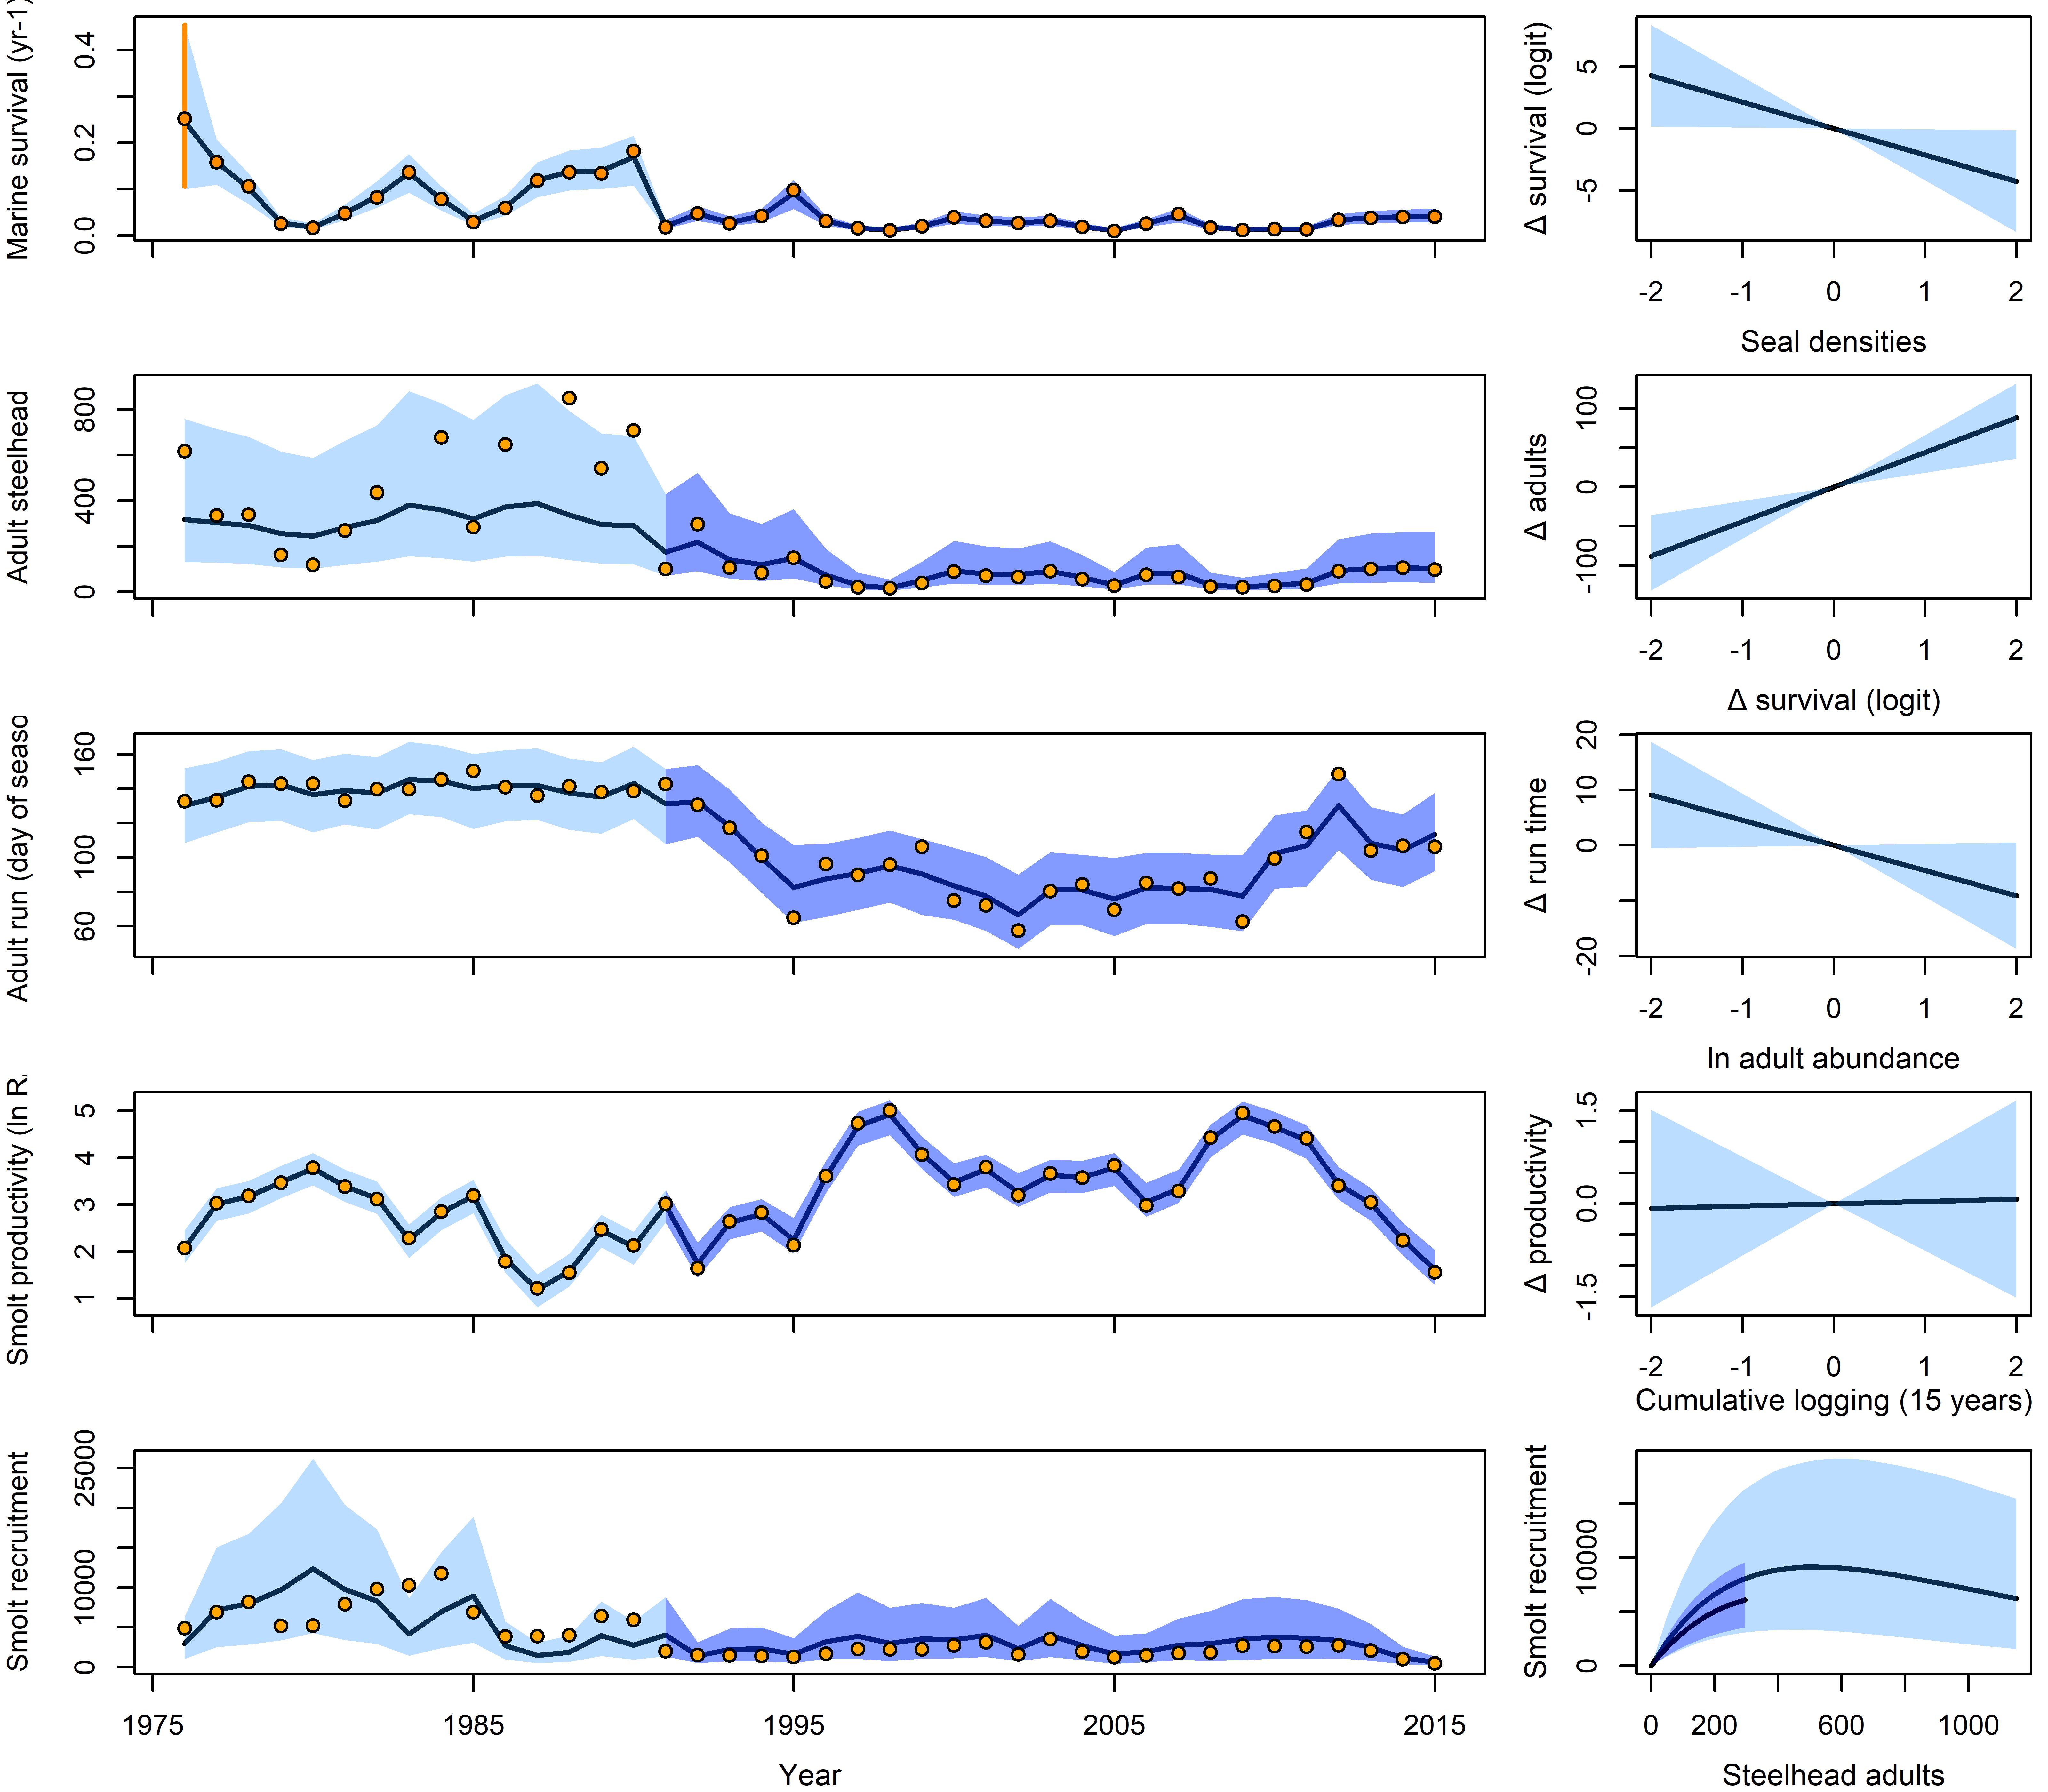 Marine survival (yr-1)
0.0 0.2 0.4
1975 1985 1995 2005 2015
Δ survival (logit)
-5 0 5
-2 -1 0 1 2
Seal densities
Adult steelhead
0 400 800
Δ adults
-100 0 100
-2 -1 0 1 2
Δ survival (logit)
Adult run (day of seaso
60 100 160
Δ run time
-20 0 10 20
-2 -1 0 1 2
ln adult abundance
Smolt productivity (ln R
1 2 3 4 5
Δ productivity
-1.5 0.0 1.5
-2 -1 0 1 2
Cumulative logging (15 years)
Smolt recruitment
0 10000 25000
1975 1985 1995 2005 2015
Year
Smolt recruitment
0 10000
0 200 600 1000
Steelhead adults